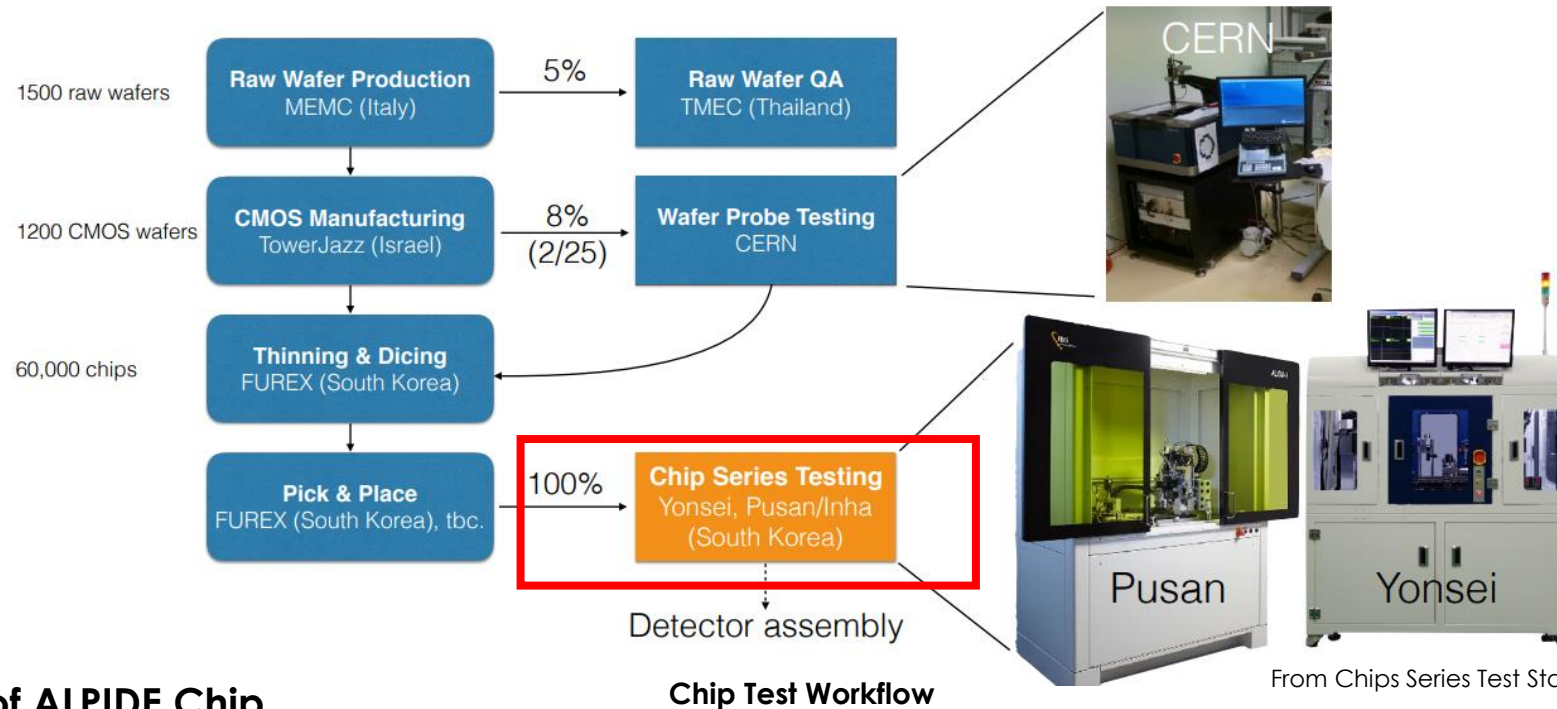 1500 raw wafers
Raw Wafer Production
MEMC (Italy)
5%
Raw Wafer QA
TMEC (Thailand)
CERN
1200 CMOS wafers
CMOS Manufacturing
TowerJazz (Israel)
8%
(2/25)
Wafer Probe Testing
CERN
60,000 chips
Thinning & Dicing
FUREX (South Korea)
Pick & Place
FUREX (South Korea), tbc.
100%
Chip Series Testing
Yonsei, Pusan/Inha
(South Korea)
Detector assembly
Pusan
Yonsei
From Chips Series Test
of ALPIDE Chip
Chip Test Workflow